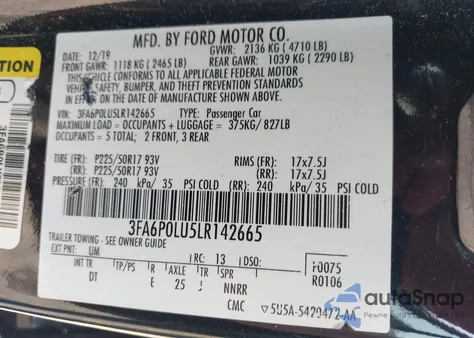 MFD. BY FORD MOTOR CO.
DATE: 12/19 GVWR: 2136 KG (4710 LB)
FRONT GAWR: 1118 KG (2465 LB) REAR GAWR: 1039 KG (2290 LB)
THIS VEHICLE CONFORMS TO ALL APPLICABLE FEDERAL MOTOR
VEHICLE SAFETY, BUMPER, AND THEFT PREVENTION STANDARDS
IN EFFECT ON THE DATE OF MANUFACTURE SHOWN ABOVE.
VIN: 3FA6P0LU5LR142665 TYPE: Passenger Car
MAXIMUM LOAD = OCCUPANTS + LUGGAGE = 375KG/ 827LB
OCCUPANTS = 5 TOTAL; 2 FRONT, 3 REAR
TIRE (FR): P225/50R17 93V RIMS (FR): 17x7.5J
(RR): P225/50R17 93V (RR): 17x7.5J
PRESSURE (FR): 240 kPa/ 35 PSI COLD (RR): 240 kPa/ 35 PSI COLD
3FA6P0LU5LR142665
TRAILER TOWING - SEE OWNER GUIDE
EXT PNT: UM RC: 13 DSO: F0075
R0106
INT TR TP/PS R AXLE TR SPR
DT E 25 J NNRR
CMC 5U5A-5420472-AA
autoSnap
Powered by